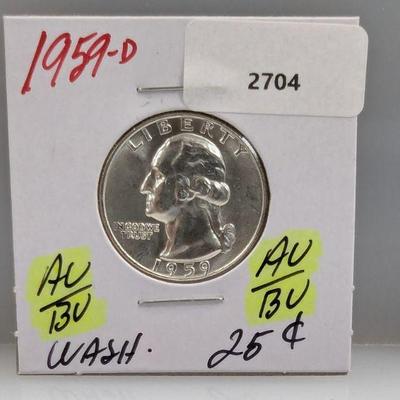 1959-D
2704
LIBERTY
IN GOD WE
TRUST
1959
AU
BU
AU
BU
WASH.
25¢